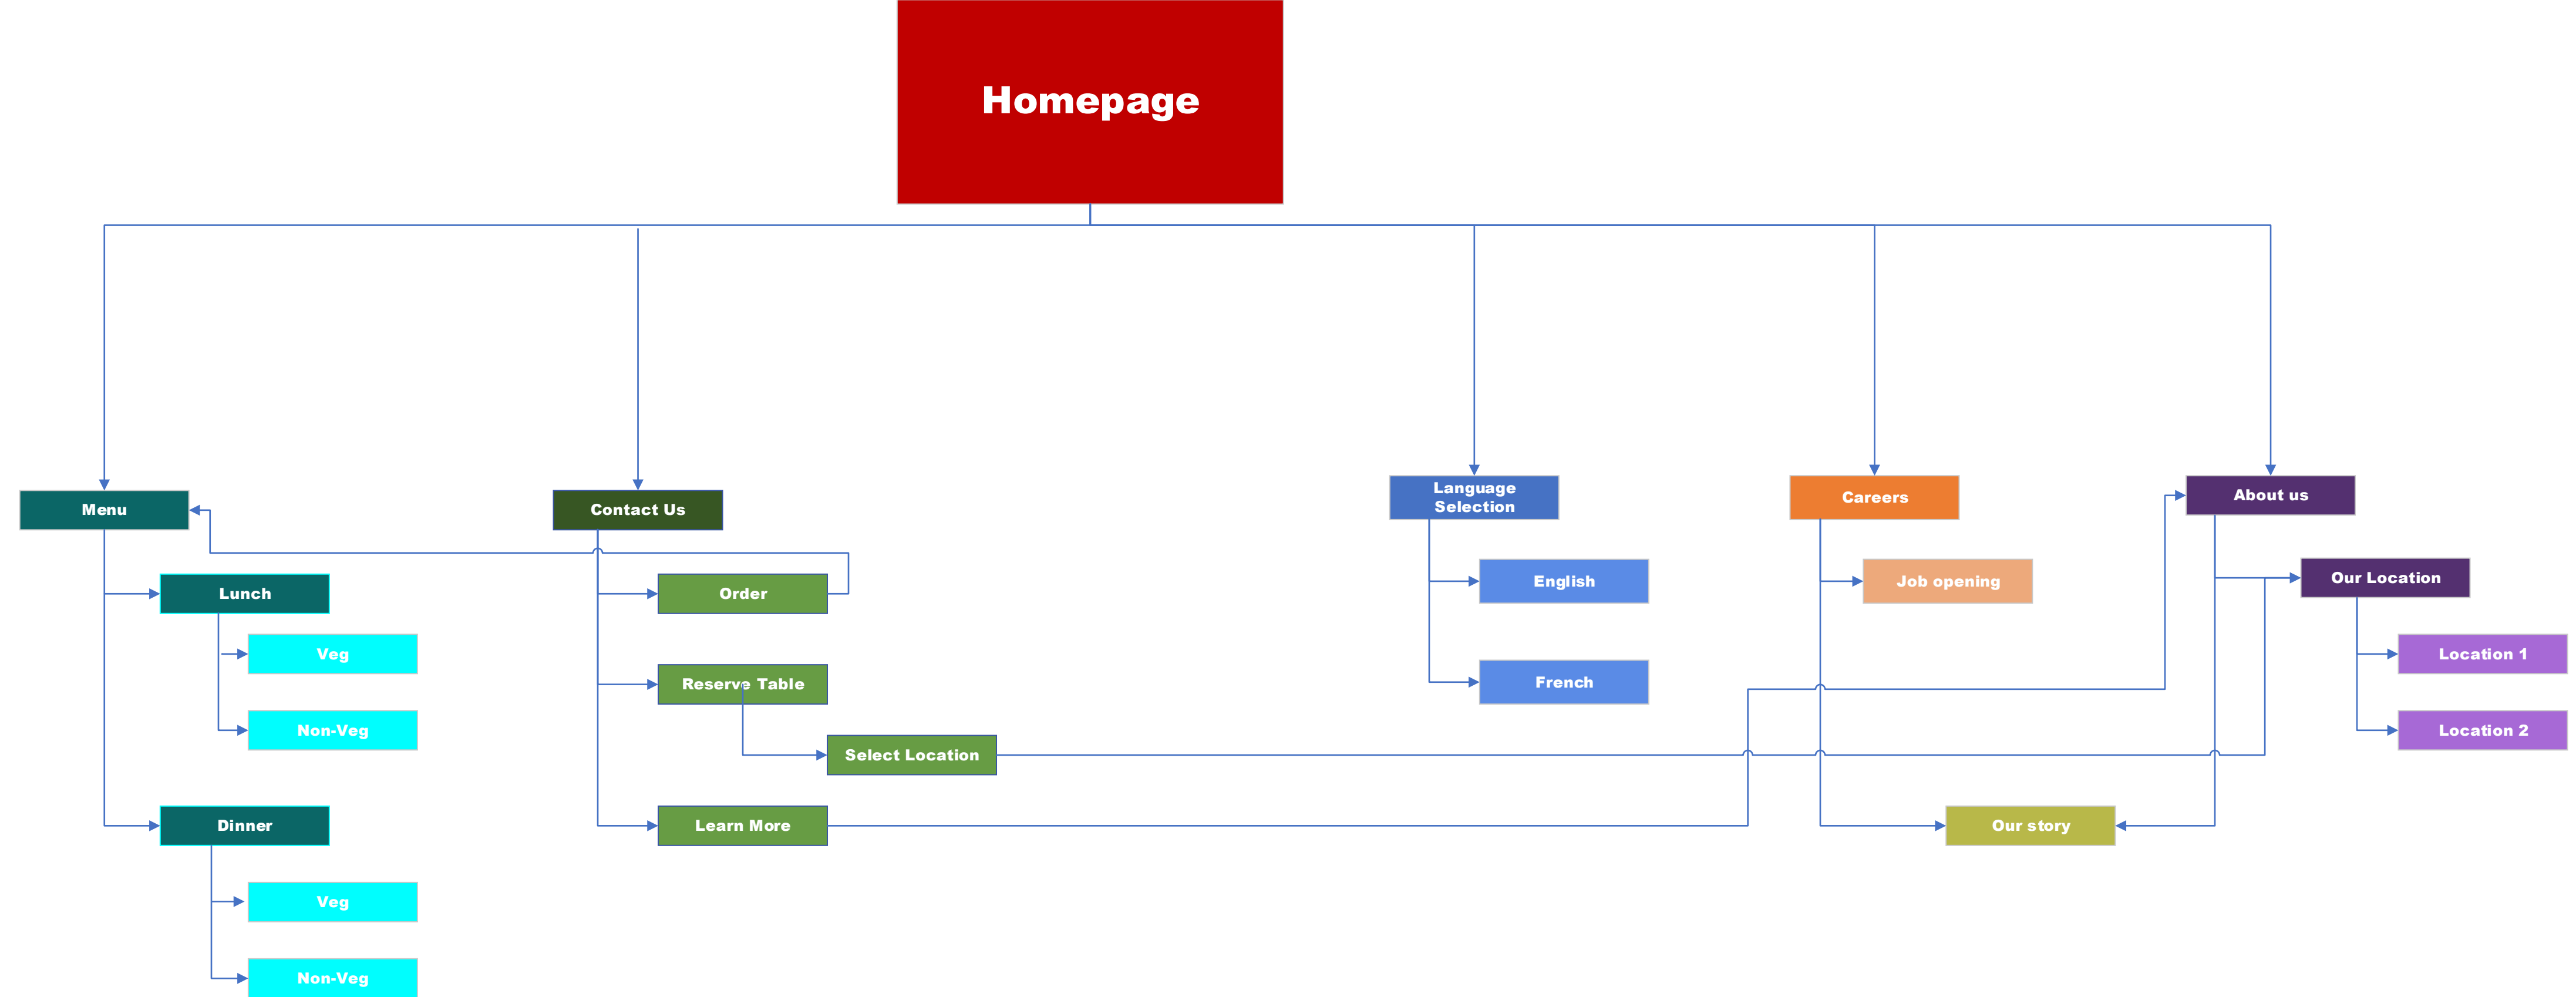 Homepage
Menu
Contact Us
Language
Selection
Careers
About us
Lunch
Veg
Non-Veg
Dinner
Veg
Non-Veg
Order
Reserve Table
Select Location
Learn More
English
French
Job opening
Our story
Our Location
Location 1
Location 2